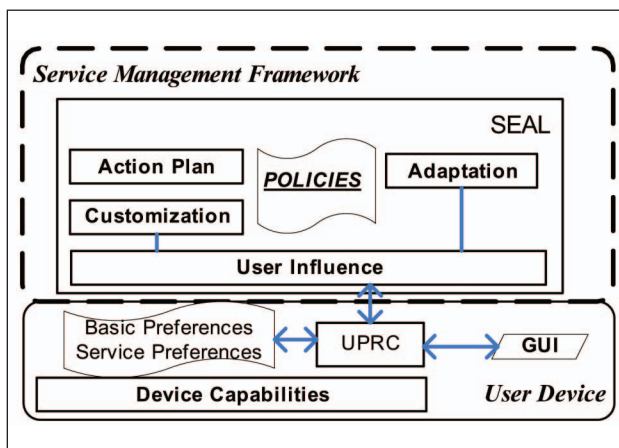 Service Management Framework
SEAL
Action Plan
POLICIES
Adaptation
Customization
User Influence
Basic Preferences
Service Preferences
UPRC
GUI
Device Capabilities
User Device